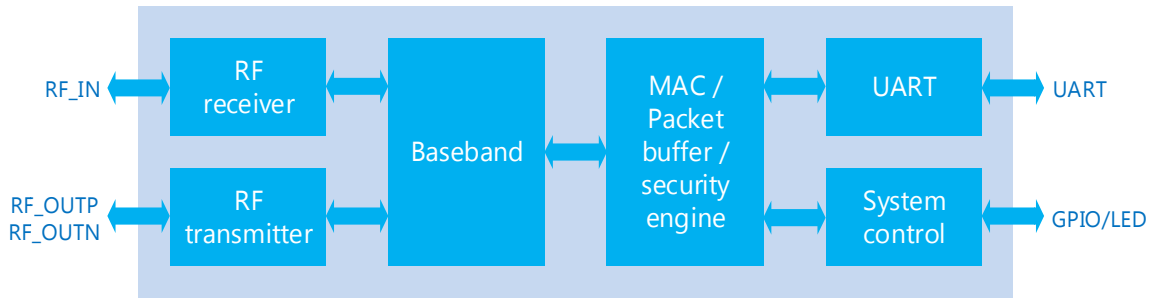 RF_IN
RF
receiver
RF_OUTP
RF_OUTN
RF
transmitter
Baseband
MAC /
Packet
buffer /
security
engine
UART
UART
System
control
GPIO/LED